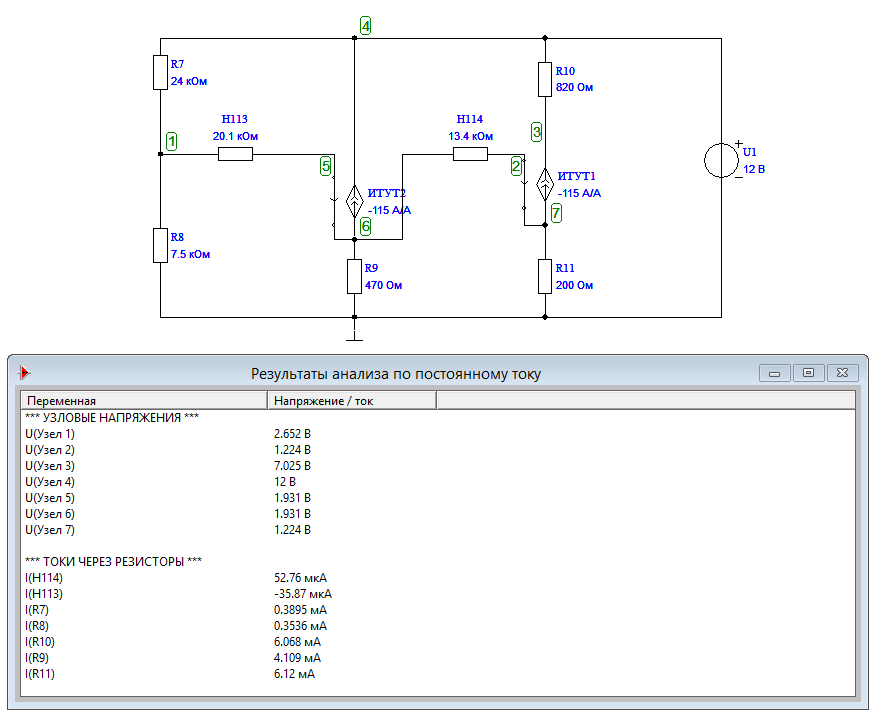 4
R7
24 кОм
R10
820 Ом
H113
20.1 кОм
H114
13.4 кОм
1
3
5
2
U1
12 В
ИТУТ2
-115 А/А
ИТУТ1
-115 А/А
6
7
R8
7.5 кОм
R9
470 Ом
R11
200 Ом
Результаты анализа по постоянному току
Переменная Напряжение / ток
*** УЗЛОВЫЕ НАПРЯЖЕНИЯ ***
U(Узел 1) 2.652 В
U(Узел 2) 1.224 В
U(Узел 3) 7.025 В
U(Узел 4) 12 В
U(Узел 5) 1.931 В
U(Узел 6) 1.931 В
U(Узел 7) 1.224 В
*** ТОКИ ЧЕРЕЗ РЕЗИСТОРЫ ***
I(H114) 52.76 мкА
I(H113) -35.87 мкА
I(R7) 0.3895 мА
I(R8) 0.3536 мА
I(R10) 6.068 мА
I(R9) 4.109 мА
I(R11) 6.12 мА